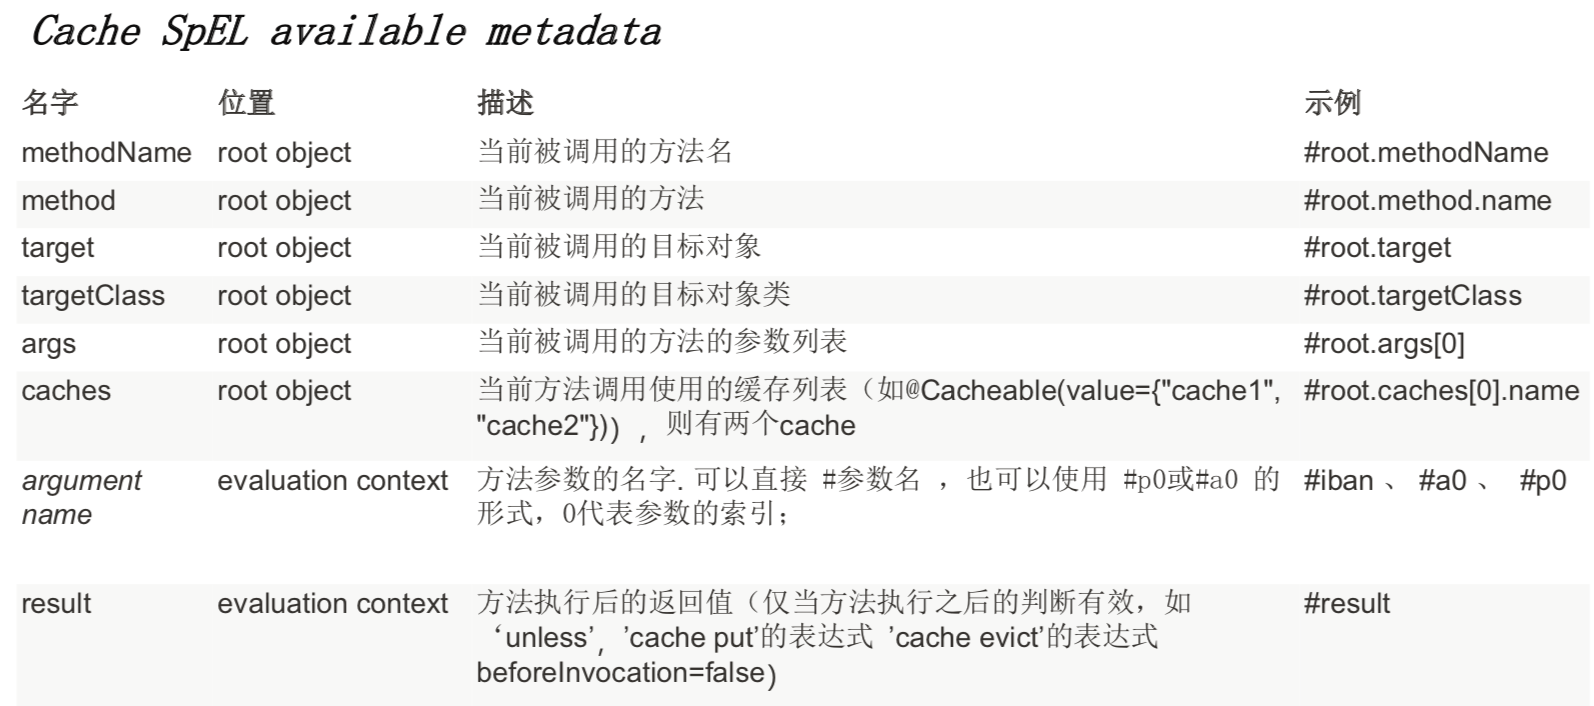 Cache SpEL available metadata
名字 位置 描述 示例
methodName root object 当前被调用的方法名 #root.methodName
method root object 当前被调用的方法 #root.method.name
target root object 当前被调用的目标对象 #root.target
targetClass root object 当前被调用的目标对象类 #root.targetClass
args root object 当前被调用的方法的参数列表 #root.args[0]
caches root object 当前方法调用使用的缓存列表（如@Cacheable(value={"cache1", #root.caches[0].name
"cache2"})），则有两个cache
argument evaluation context 方法参数的名字. 可以直接 #参数名 ，也可以使用 #p0或#a0 的 #iban 、 #a0 、 #p0
name 形式，0代表参数的索引；
result evaluation context 方法执行后的返回值（仅当方法执行之后的判断有效，如 #result
‘unless’，’cache put’的表达式 ’cache evict’的表达式
beforeInvocation=false）